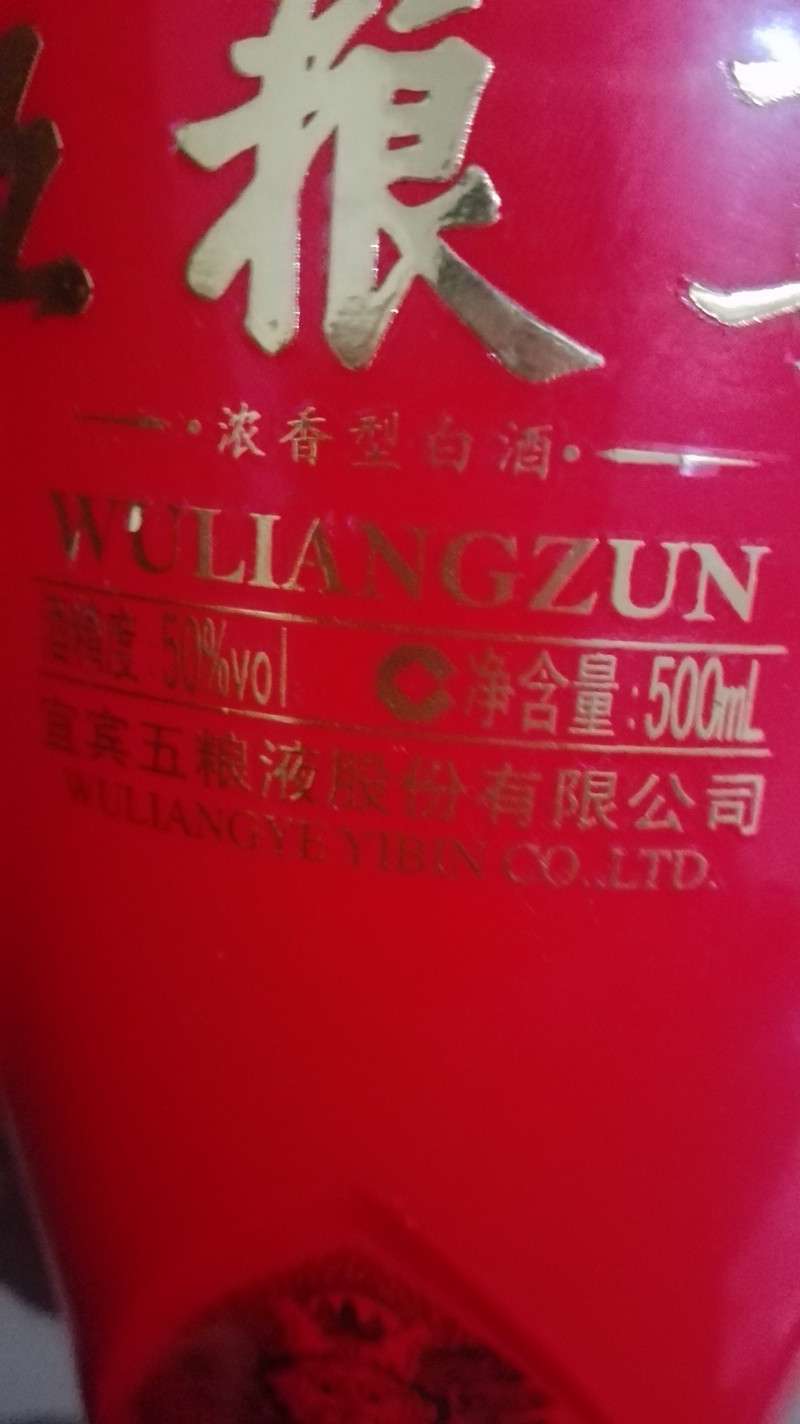 粮
·浓香型白酒·
WULIANGZUN
酒精度:50%vol 净含量:500mL
宜宾五粮液股份有限公司
WULIANGYE YIBIN CO.,LTD.